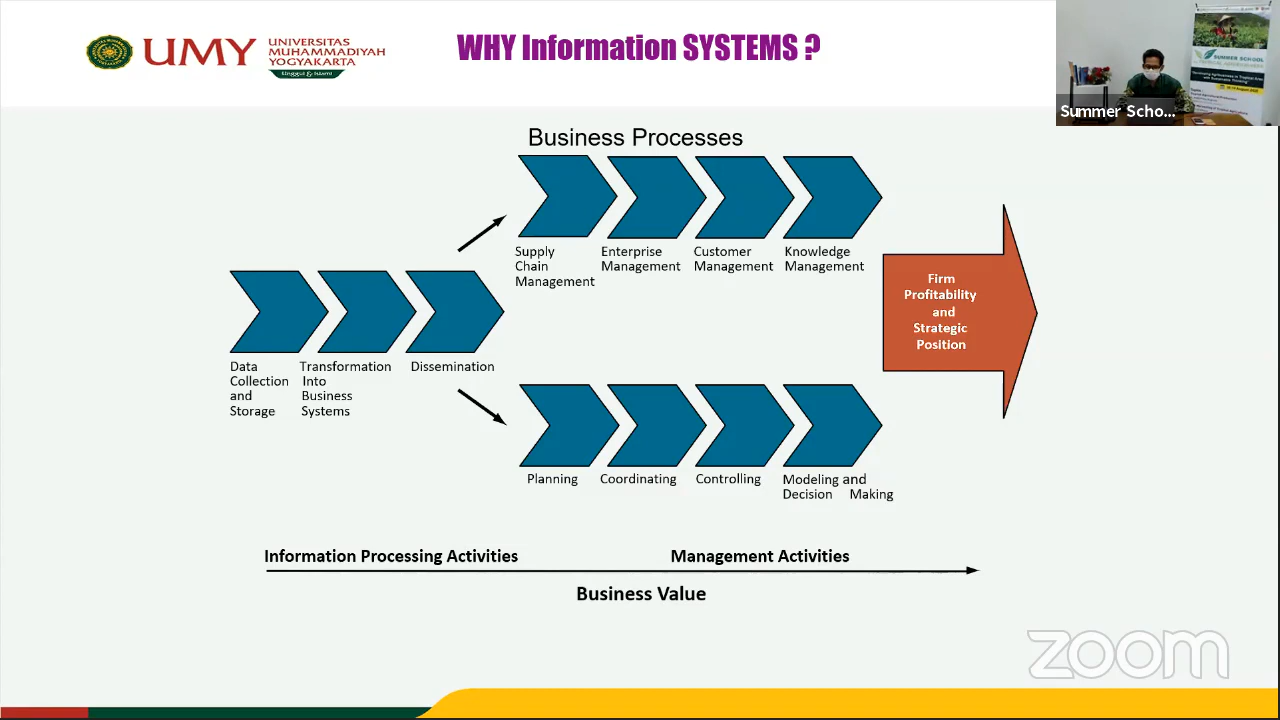 UMY
UNIVERSITAS
MUHAMMADIYAH
YOGYAKARTA
Unggul & Islami
WHY Information SYSTEMS ?
SUMMER SCHOOL
Summer Scho...
Business Processes
Supply
Chain
Management
Enterprise
Management
Customer
Management
Knowledge
Management
Data
Collection
and
Storage
Transformation
Into
Business
Systems
Dissemination
Firm
Profitability
and
Strategic
Position
Planning
Coordinating
Controlling
Modeling and
Decision Making
Information Processing Activities
Management Activities
Business Value
zoom